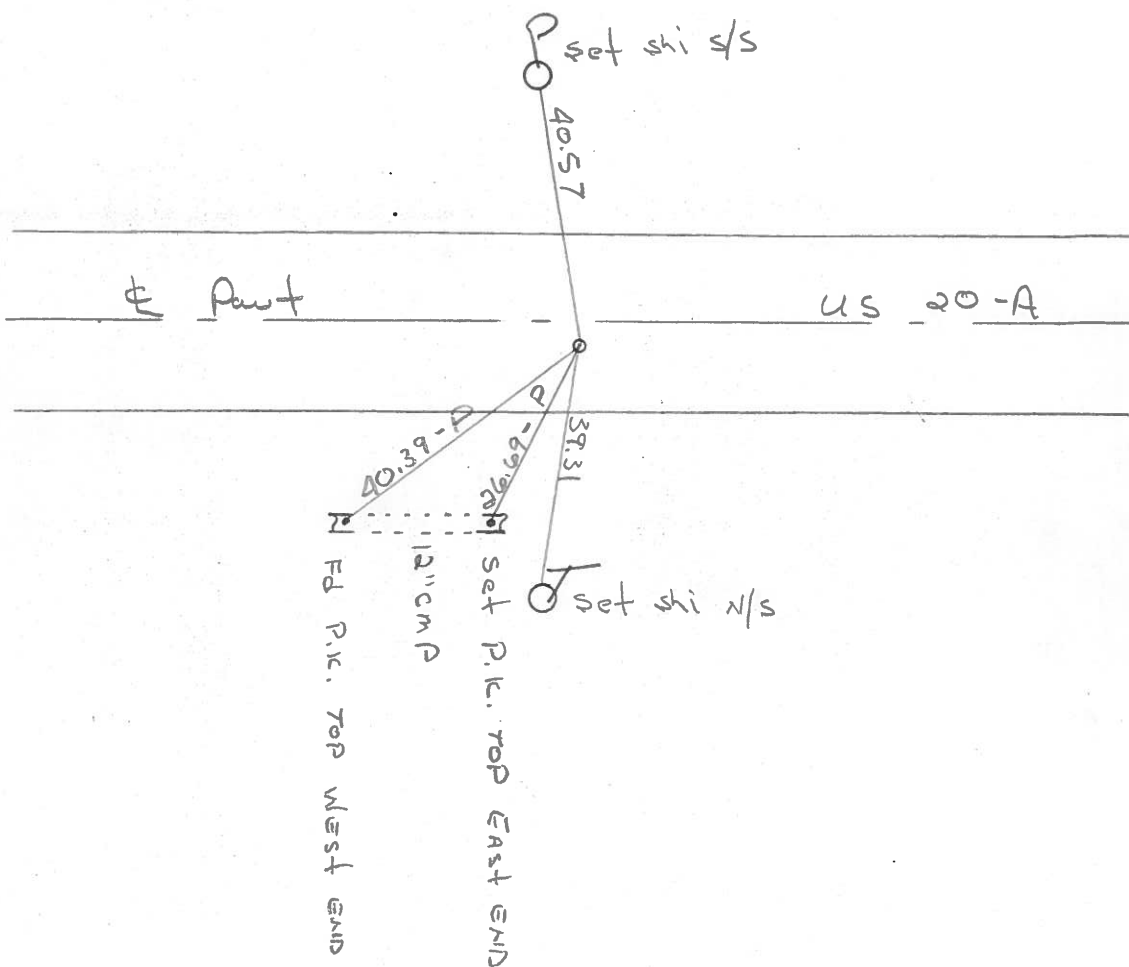 set shi s/s
40.57
℄ Pavt
US 20-A
40.39-P
26.69-P
39.31
12" CMP
set shi N/S
Fd P.K. TOP WEST END
Set P.K. TOP EAST END